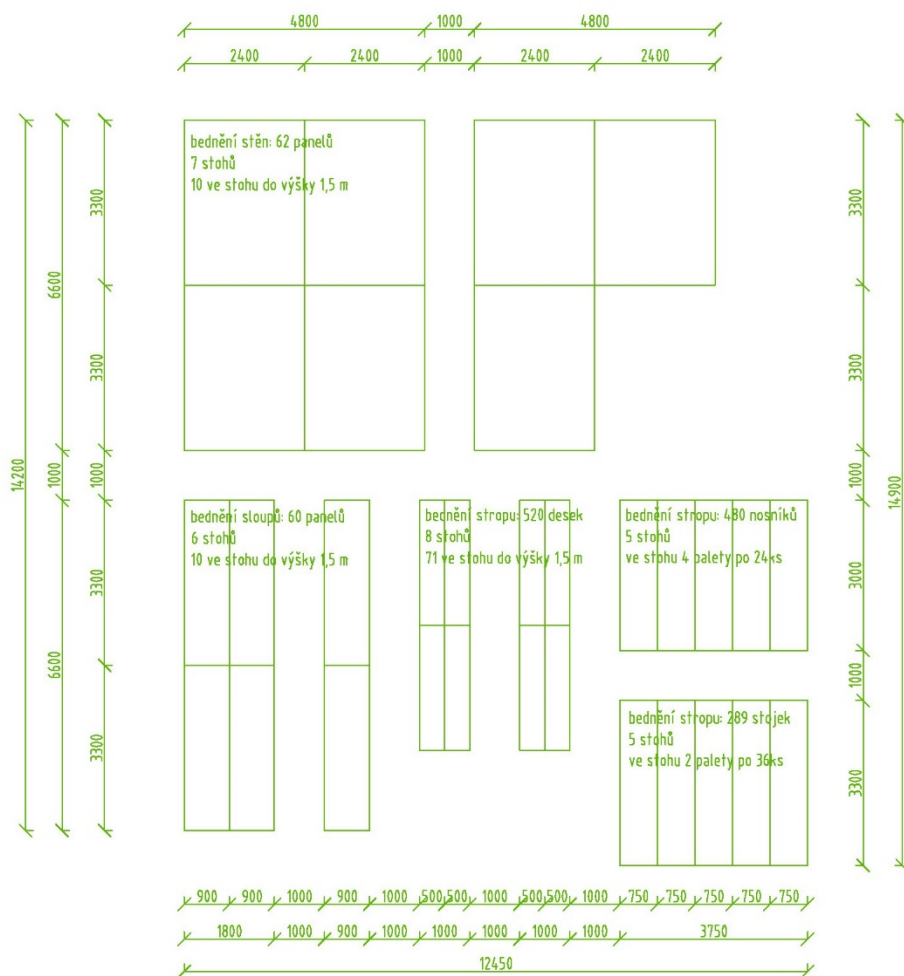 4800 1000 4800
2400 2400 1000 2400 2400
bednění stěn: 62 panelů
7 stohů
10 ve stohu do výšky 1,5 m
14200
6600
1000
6600
3300
3300
1000
3300
3300
3300
3300
1000
3000
1000
3300
14900
bednění sloupů: 60 panelů
6 stohů
10 ve stohu do výšky 1,5 m
bednění stropu: 520 desek
8 stohů
71 ve stohu do výšky 1,5 m
bednění stropu: 480 nosníků
5 stohů
ve stohu 4 palety po 24ks
bednění stropu: 289 stojek
5 stohů
ve stohu 2 palety po 36ks
900 900 1000 900 1000 500 500 1000 500 500 1000 750 750 750 750 750
1800 1000 900 1000 1000 1000 1000 1000 3750
12450